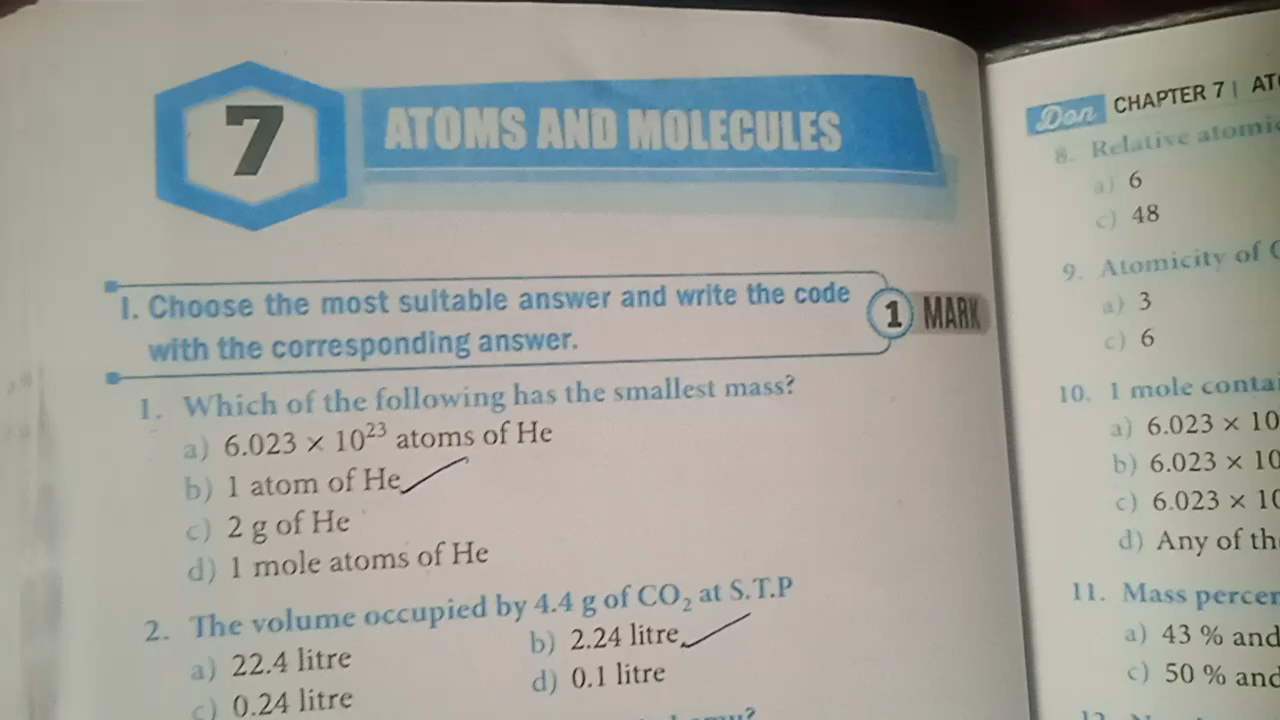 7
ATOMS AND MOLECULES
I. Choose the most suitable answer and write the code
with the corresponding answer.
1 MARK
1. Which of the following has the smallest mass?
a) 6.023 × 10²³ atoms of He
b) 1 atom of He
c) 2 g of He
d) 1 mole atoms of He
2. The volume occupied by 4.4 g of CO₂ at S.T.P
a) 22.4 litre b) 2.24 litre
c) 0.24 litre d) 0.1 litre
Don CHAPTER 7 |
8. Relative
a) 6
c) 48
9. Atomicity of
a) 3
c) 6
10. 1 mole
a) 6.023 × 10
b) 6.023 × 10
c) 6.023 × 10
d) Any of
11. Mass
a) 43 % and
c) 50 % and